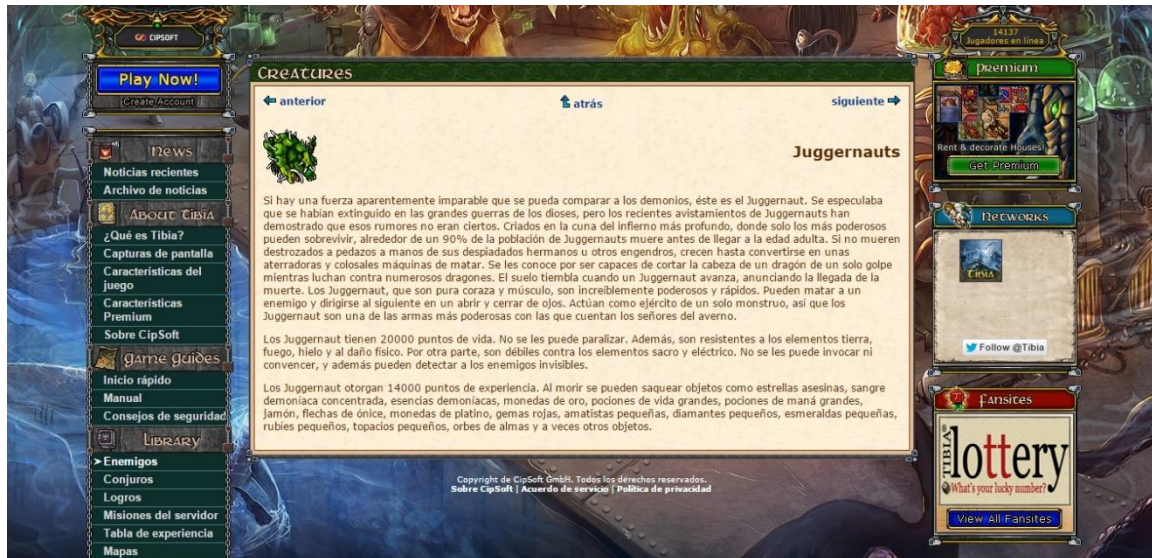 CIPSOFT
Play Now!
Create Account
News
Noticias recientes
Archivo de noticias
About Tibia
¿Qué es Tibia?
Capturas de pantalla
Características del
juego
Características
Premium
Sobre CipSoft
Game Guides
Inicio rápido
Manual
Consejos de seguridad
Library
Enemigos
Conjuros
Logros
Misiones del servidor
Tabla de experiencia
Mapas
Creatures
anterior
atrás
siguiente
Juggernauts
Si hay una fuerza aparentemente imparable que se pueda comparar a los demonios, éste es el Juggernaut. Se especulaba
que se habían extinguido en las grandes guerras de los dioses, pero los recientes avistamientos de Juggernauts han
demostrado que esos rumores no eran ciertos. Criados en la cuna del infierno más profundo, donde solo los más poderosos
pueden sobrevivir, alrededor de un 90% de la población de Juggernauts muere antes de llegar a la edad adulta. Si no mueren
destrozados a pedazos a manos de sus despiadados hermanos u otros engendros, crecen hasta convertirse en unas
aterradoras y colosales máquinas de matar. Se les conoce por ser capaces de cortar la cabeza de un dragón de un solo golpe
mientras luchan contra numerosos dragones. El suelo tiembla cuando un Juggernaut avanza, anunciando la llegada de la
muerte. Los Juggernaut, que son pura coraza y músculo, son increiblemente poderosos y rápidos. Pueden matar a un
enemigo y dirigirse al siguiente en un abrir y cerrar de ojos. Actúan como ejército de un solo monstruo, así que los
Juggernaut son una de las armas más poderosas con las que cuentan los señores del averno.
Los Juggernaut tienen 20000 puntos de vida. No se les puede paralizar. Además, son resistentes a los elementos tierra,
fuego, hielo y al daño físico. Por otra parte, son débiles contra los elementos sacro y eléctrico. No se les puede invocar ni
convencer, y además pueden detectar a los enemigos invisibles.
Los Juggernaut otorgan 14000 puntos de experiencia. Al morir se pueden saquear objetos como estrellas asesinas, sangre
demoníaca concentrada, esencias demoníacas, monedas de oro, pociones de vida grandes, pociones de maná grandes,
jamón, flechas de ónice, monedas de platino, gemas rojas, amatistas pequeñas, diamantes pequeños, esmeraldas pequeñas,
rubíes pequeños, topacios pequeños, orbes de almas y a veces otros objetos.
Copyright de CipSoft GmbH. Todos los derechos reservados.
Sobre CipSoft | Acuerdo de servicio | Política de privacidad
14137
Jugadores en línea
Premium
Rent & decorate Houses!
Get Premium
Networks
Tibia
Follow @Tibia
Fansites
TIBIA
lottery
What's your lucky number?
View All Fansites